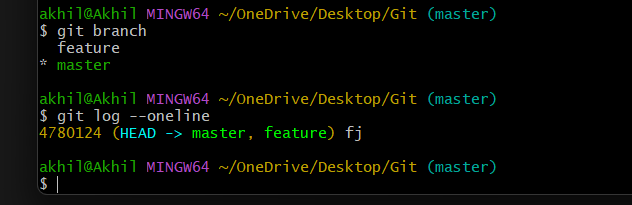 akhil@Akhil MINGW64 ~/OneDrive/Desktop/Git (master)
$ git branch
  feature
* master

akhil@Akhil MINGW64 ~/OneDrive/Desktop/Git (master)
$ git log --oneline
4780124 (HEAD -> master, feature) fj

akhil@Akhil MINGW64 ~/OneDrive/Desktop/Git (master)
$